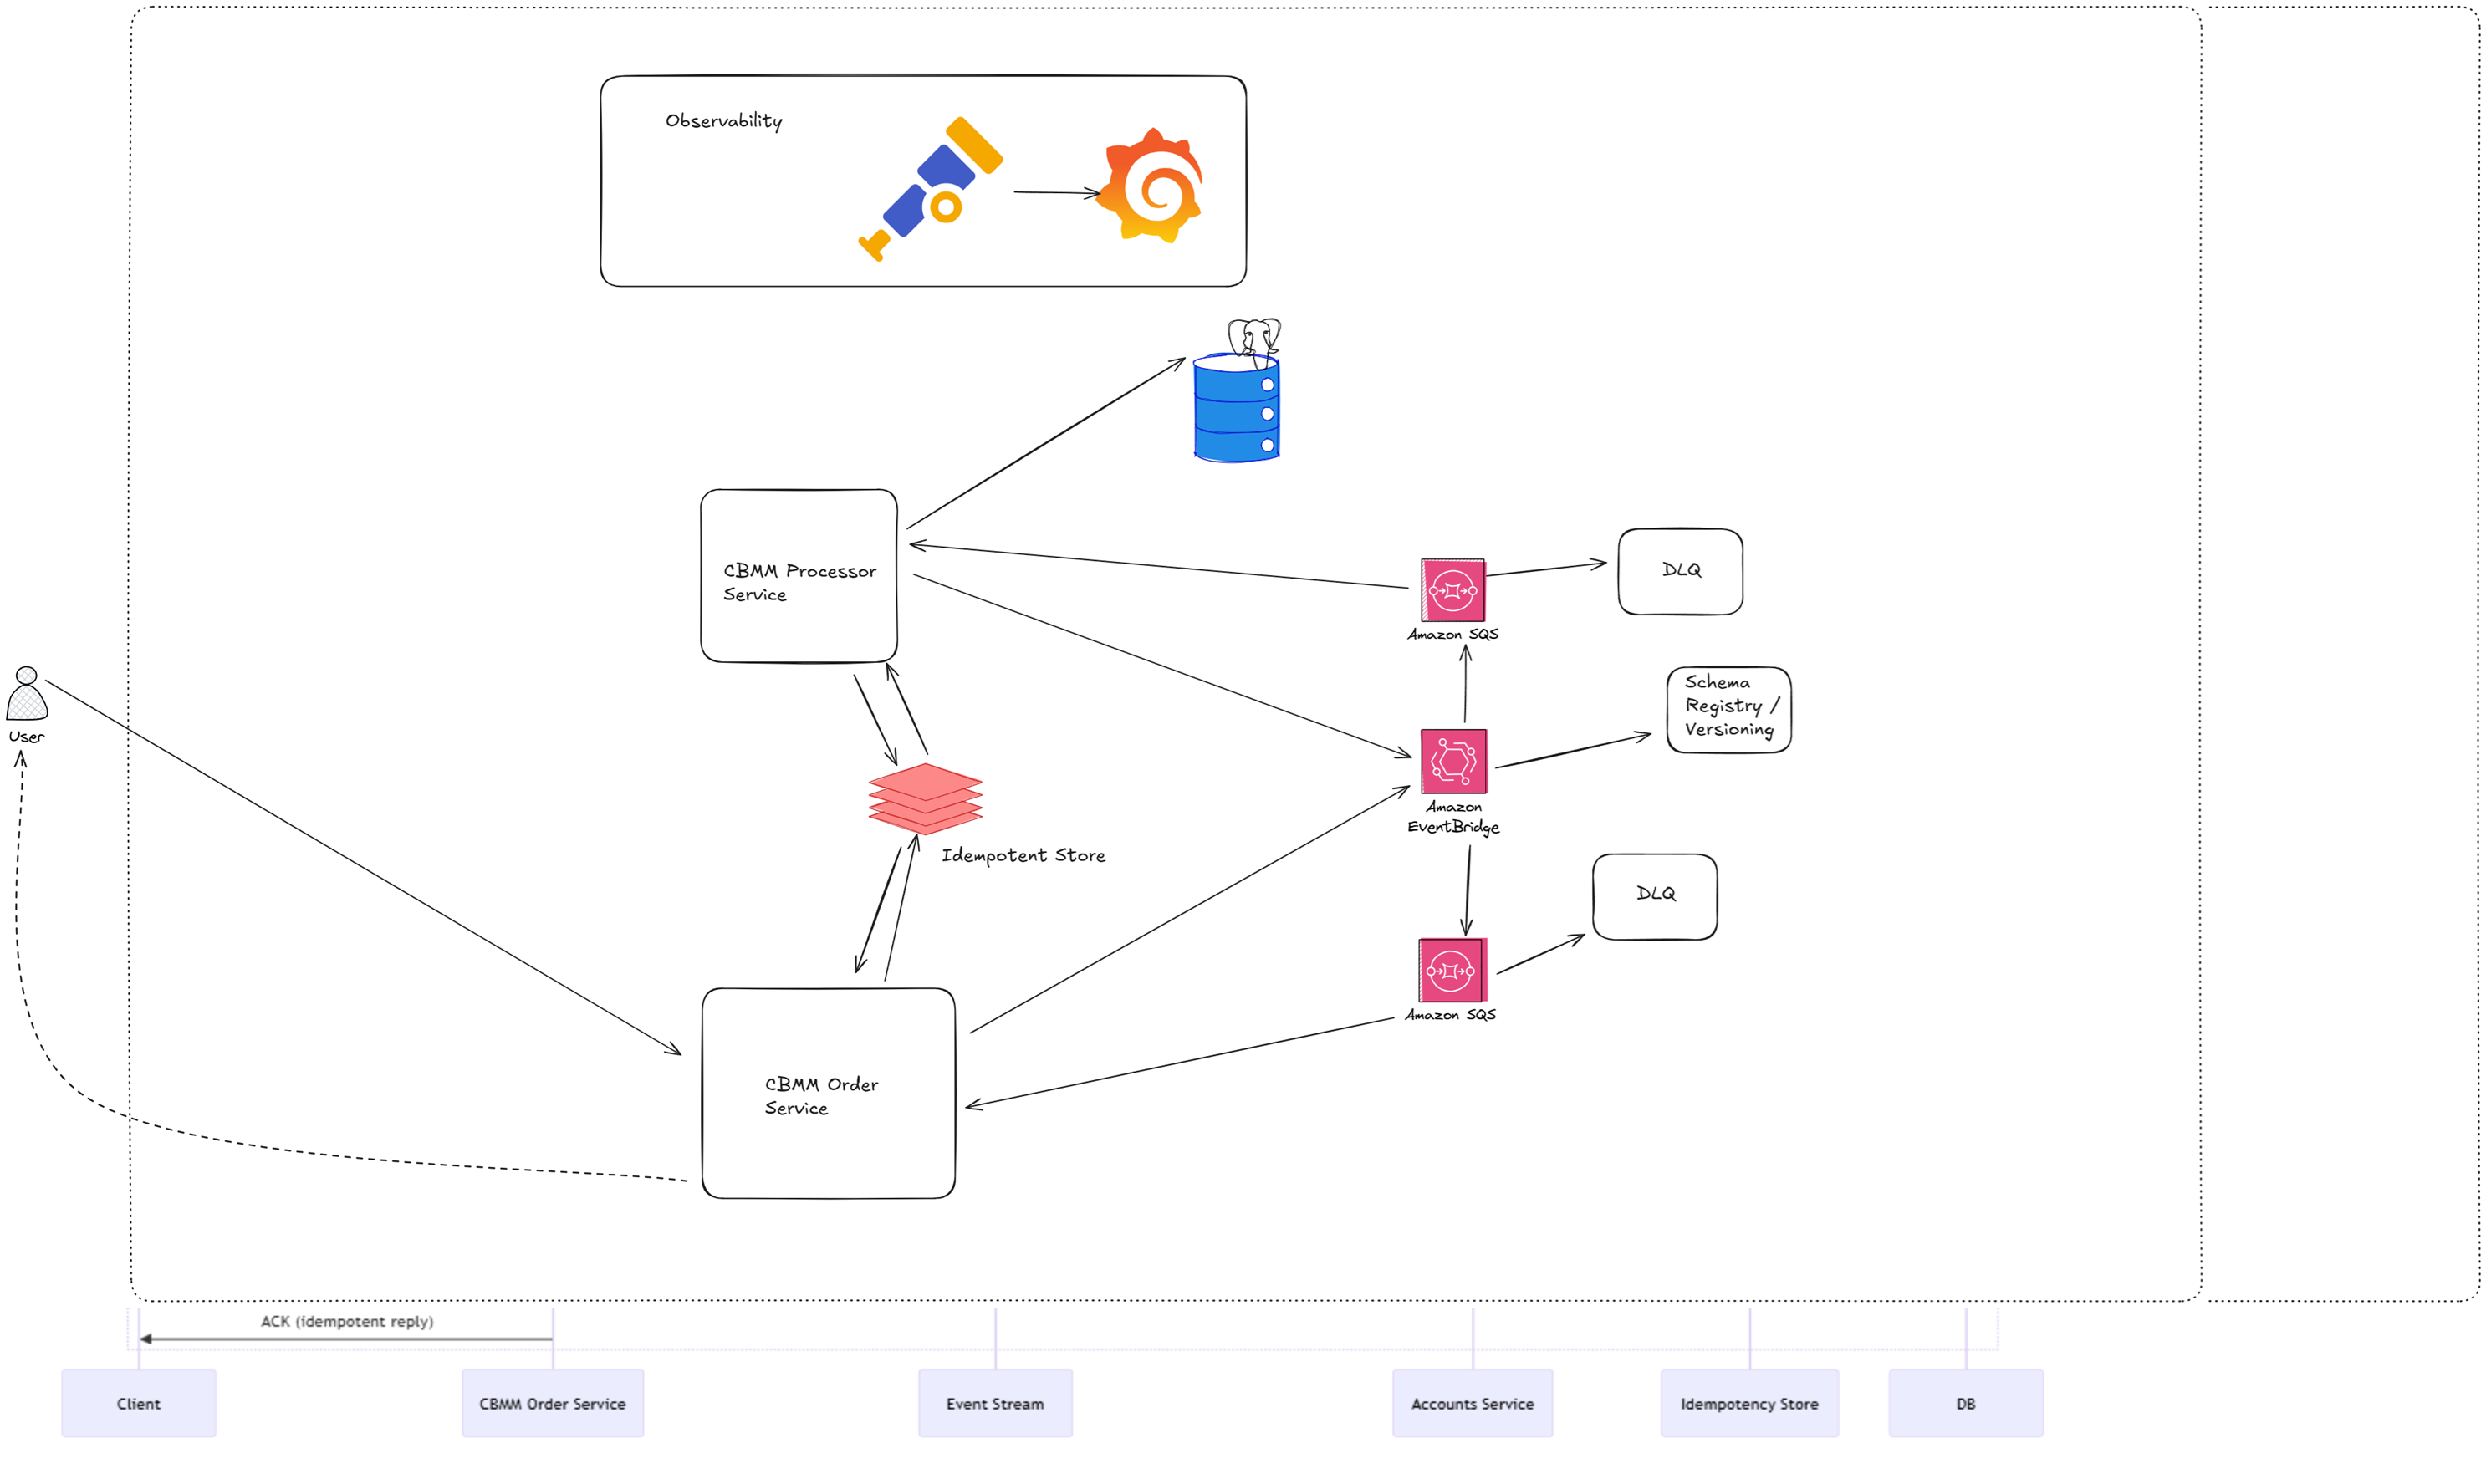 Observability
CBMM Processor
Service
DLQ
Amazon SQS
User
Schema
Registry /
Versioning
Amazon
EventBridge
Idempotent Store
DLQ
Amazon SQS
CBMM Order
Service
ACK (idempotent reply)
Client
CBMM Order Service
Event Stream
Accounts Service
Idempotency Store
DB